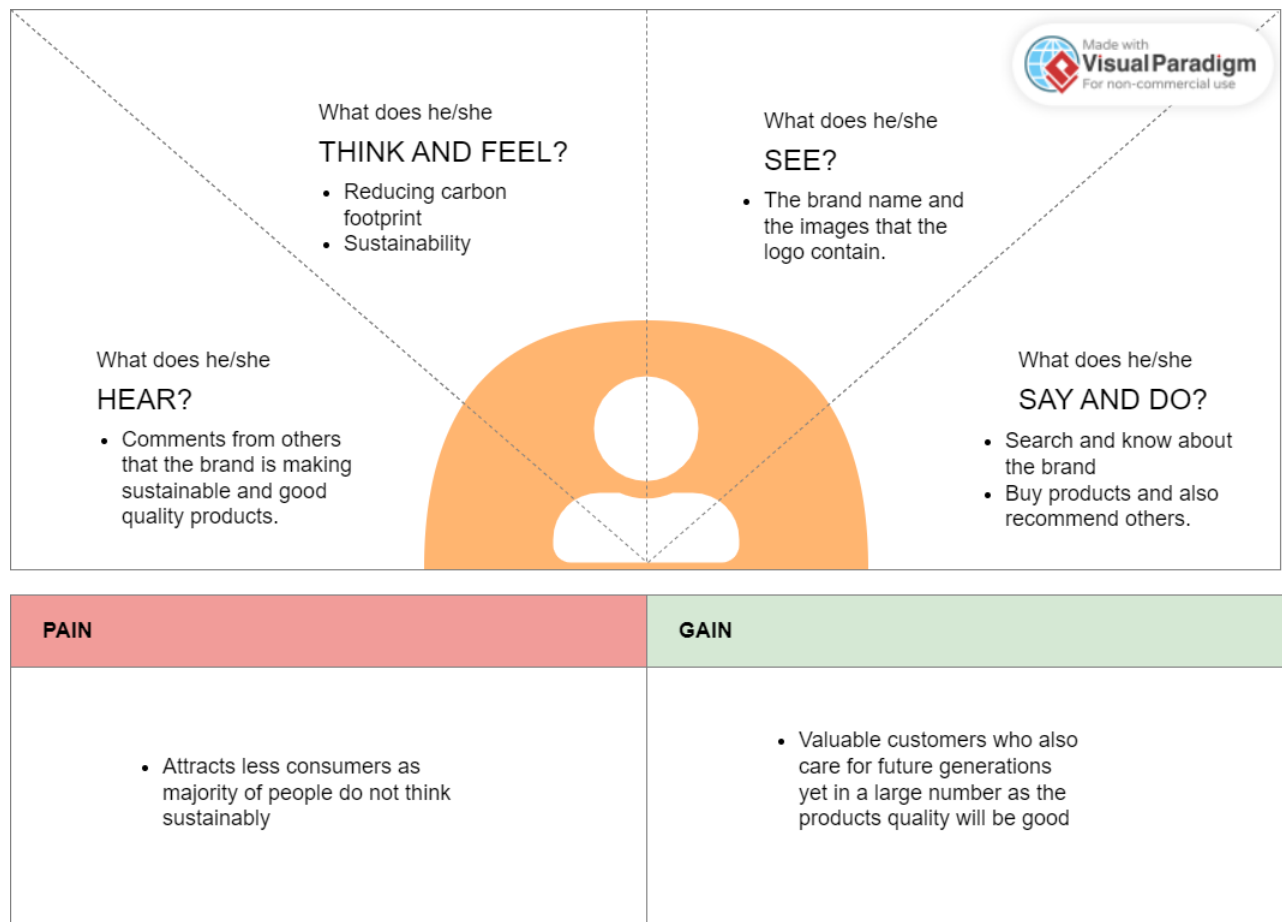 Made with
Visual Paradigm
For non-commercial use
What does he/she
THINK AND FEEL?
• Reducing carbon
footprint
• Sustainability
What does he/she
SEE?
• The brand name and
the images that the
logo contain.
What does he/she
HEAR?
• Comments from others
that the brand is making
sustainable and good
quality products.
What does he/she
SAY AND DO?
• Search and know about
the brand
• Buy products and also
recommend others.
PAIN
• Attracts less consumers as
majority of people do not think
sustainably
GAIN
• Valuable customers who also
care for future generations
yet in a large number as the
products quality will be good